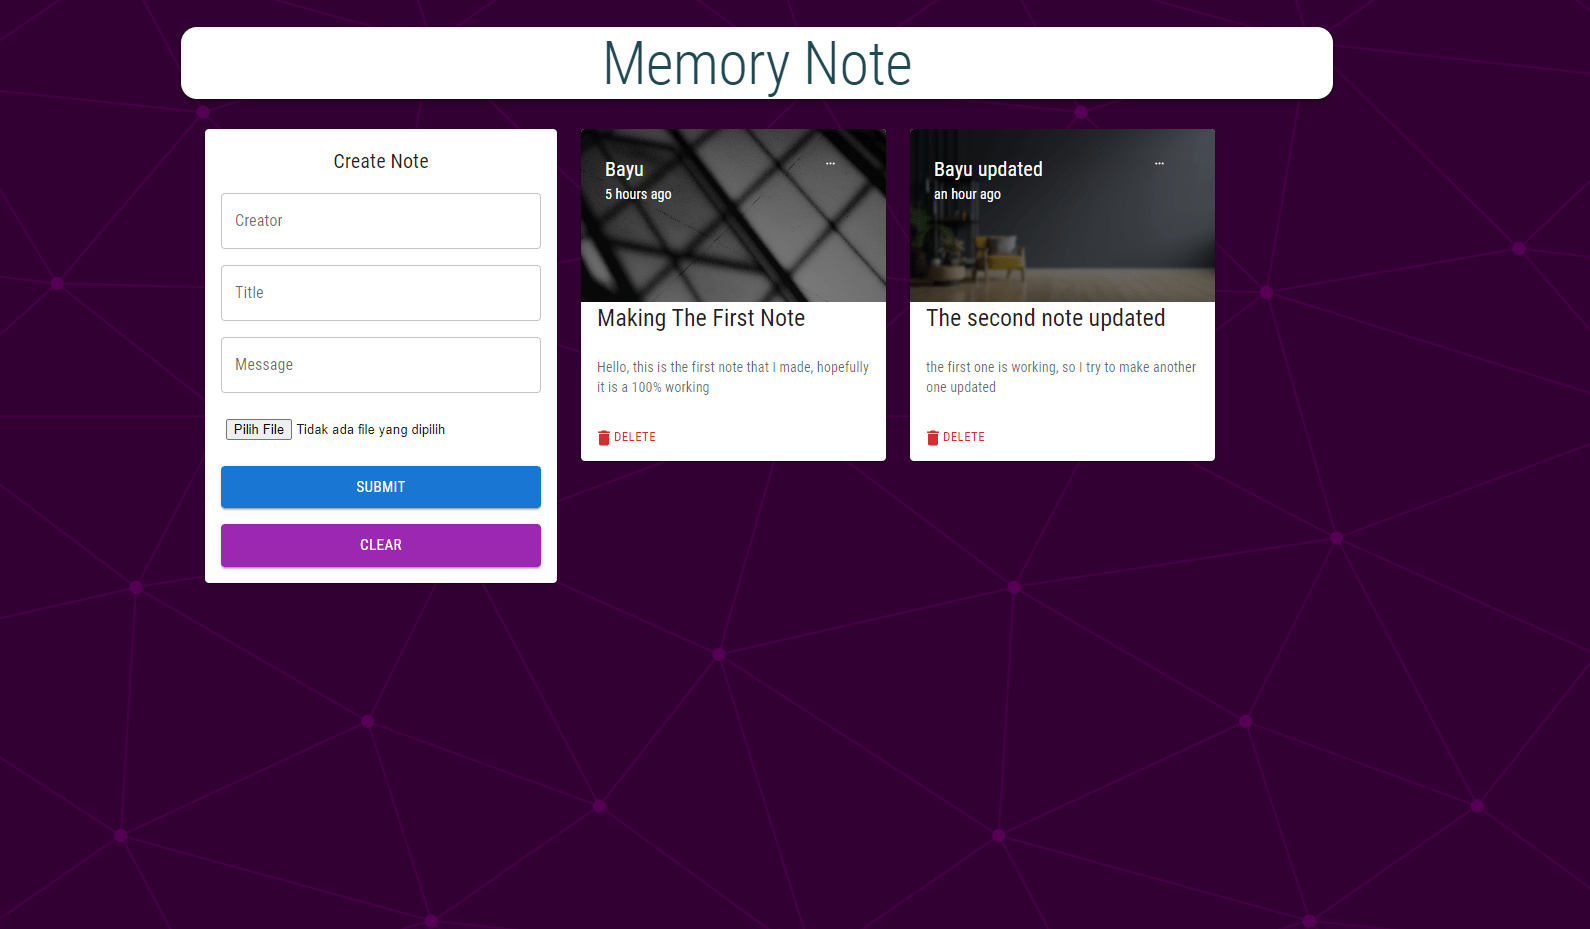 Memory Note
Create Note
Creator
Title
Message
Pilih File Tidak ada file yang dipilih
SUBMIT
CLEAR
Bayu
...
5 hours ago
Making The First Note
Hello, this is the first note that I made, hopefully
it is a 100% working
DELETE
Bayu updated
...
an hour ago
The second note updated
the first one is working, so I try to make another
one updated
DELETE